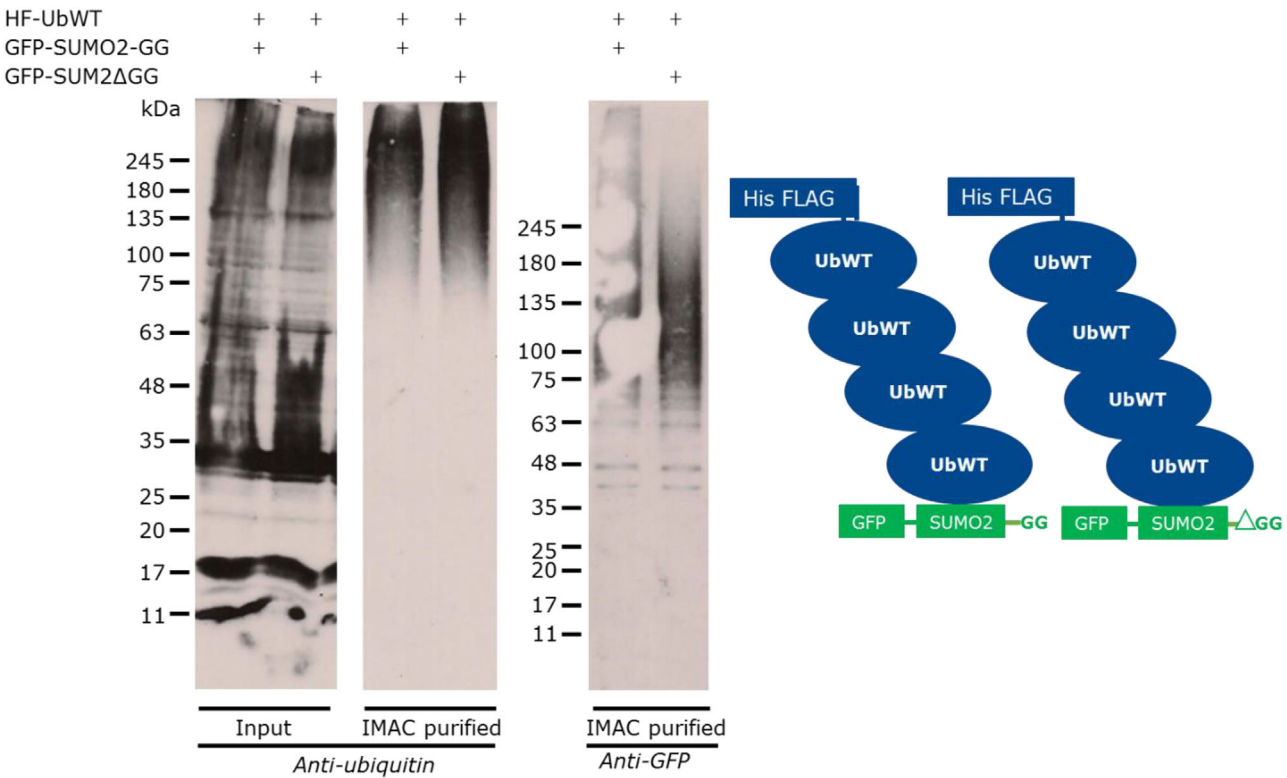 HF-UbWT + + + + + +
GFP-SUMO2-GG + + +
GFP-SUM2ΔGG + + +
kDa
245
180
135
100
75
63
48
35
25
20
17
11
245
180
135
100
75
63
48
35
25
20
17
11
Input IMAC purified IMAC purified
Anti-ubiquitin Anti-GFP
His FLAG His FLAG
UbWT UbWT
UbWT UbWT
UbWT UbWT
UbWT UbWT
GFP SUMO2 GG GFP SUMO2 △GG